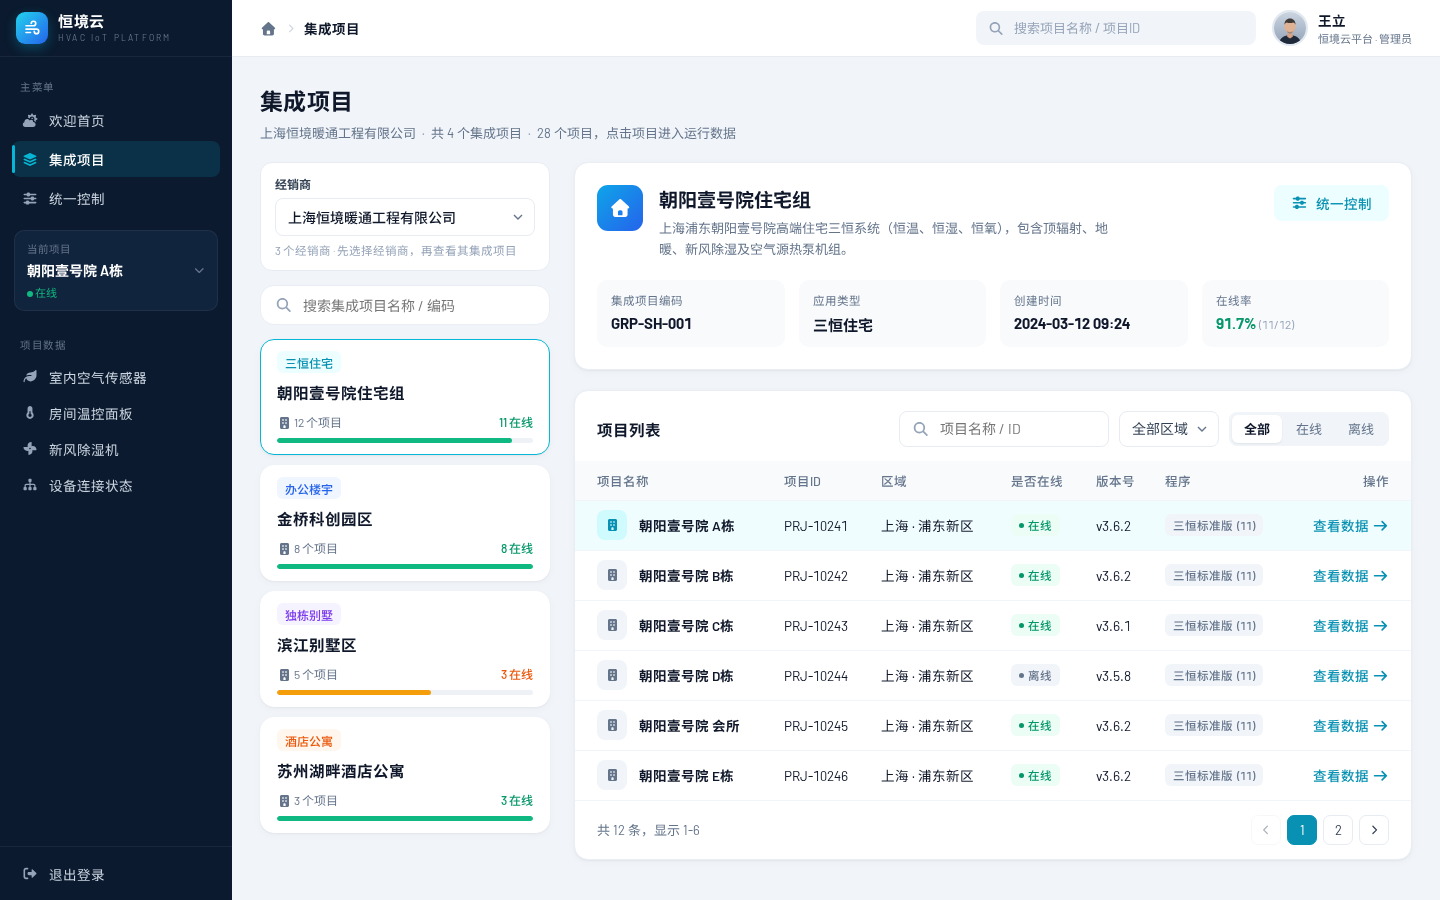 恒境云
HVAC IoT PLATFORM
主菜单
欢迎首页
集成项目
统一控制
当前项目
朝阳壹号院 A栋
在线
项目数据
室内空气传感器
房间温控面板
新风除湿机
设备连接状态
退出登录
集成项目
搜索项目名称 / 项目ID
王立
恒境云平台 · 管理员
集成项目
上海恒境暖通工程有限公司 · 共 4 个集成项目 · 28 个项目，点击项目进入运行数据
经销商
上海恒境暖通工程有限公司
3 个经销商 · 先选择经销商，再查看其集成项目
搜索集成项目名称 / 编码
三恒住宅
朝阳壹号院住宅组
12 个项目
11 在线
办公楼宇
金桥科创园区
8 个项目
8 在线
独栋别墅
滨江别墅区
5 个项目
3 在线
酒店公寓
苏州湖畔酒店公寓
3 个项目
3 在线
朝阳壹号院住宅组
上海浦东朝阳壹号院高端住宅三恒系统（恒温、恒湿、恒氧），包含顶辐射、地
暖、新风除湿及空气源热泵机组。
统一控制
集成项目编码
GRP-SH-001
应用类型
三恒住宅
创建时间
2024-03-12 09:24
在线率
91.7% (11/12)
项目列表
项目名称 / ID
全部区域
全部 在线 离线
项目名称 项目ID 区域 是否在线 版本号 程序 操作
朝阳壹号院 A栋 PRJ-10241 上海 · 浦东新区 在线 v3.6.2 三恒标准版 (11) 查看数据
朝阳壹号院 B栋 PRJ-10242 上海 · 浦东新区 在线 v3.6.2 三恒标准版 (11) 查看数据
朝阳壹号院 C栋 PRJ-10243 上海 · 浦东新区 在线 v3.6.1 三恒标准版 (11) 查看数据
朝阳壹号院 D栋 PRJ-10244 上海 · 浦东新区 离线 v3.5.8 三恒标准版 (11) 查看数据
朝阳壹号院 会所 PRJ-10245 上海 · 浦东新区 在线 v3.6.2 三恒标准版 (11) 查看数据
朝阳壹号院 E栋 PRJ-10246 上海 · 浦东新区 在线 v3.6.2 三恒标准版 (11) 查看数据
共 12 条，显示 1-6
1 2